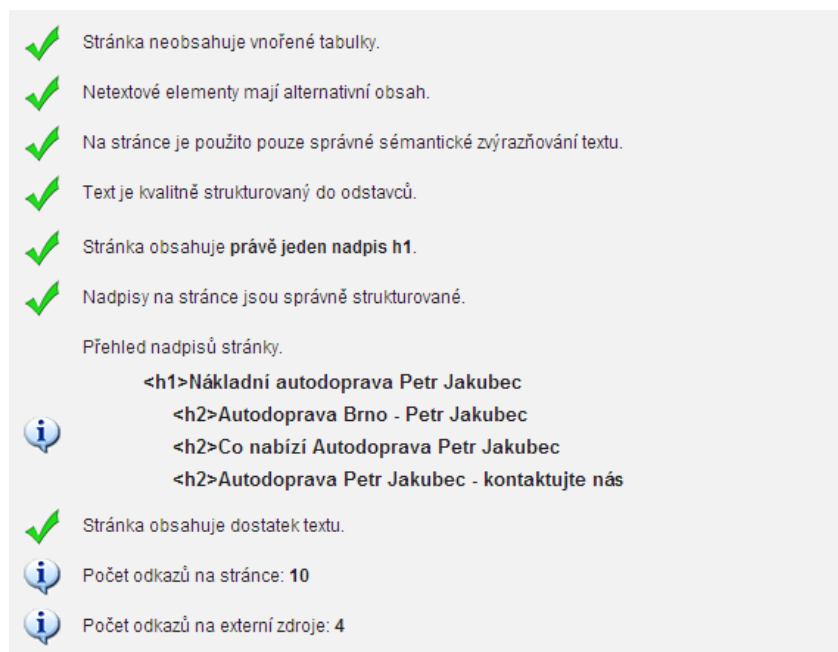 Stránka neobsahuje vnořené tabulky.
Netextové elementy mají alternativní obsah.
Na stránce je použito pouze správné sémantické zvýrazňování textu.
Text je kvalitně strukturovaný do odstavců.
Stránka obsahuje právě jeden nadpis h1.
Nadpisy na stránce jsou správně strukturované.
Přehled nadpisů stránky.
<h1>Nákladní autodoprava Petr Jakubec
<h2>Autodoprava Brno - Petr Jakubec
<h2>Co nabízí Autodoprava Petr Jakubec
<h2>Autodoprava Petr Jakubec - kontaktujte nás
Stránka obsahuje dostatek textu.
Počet odkazů na stránce: 10
Počet odkazů na externí zdroje: 4